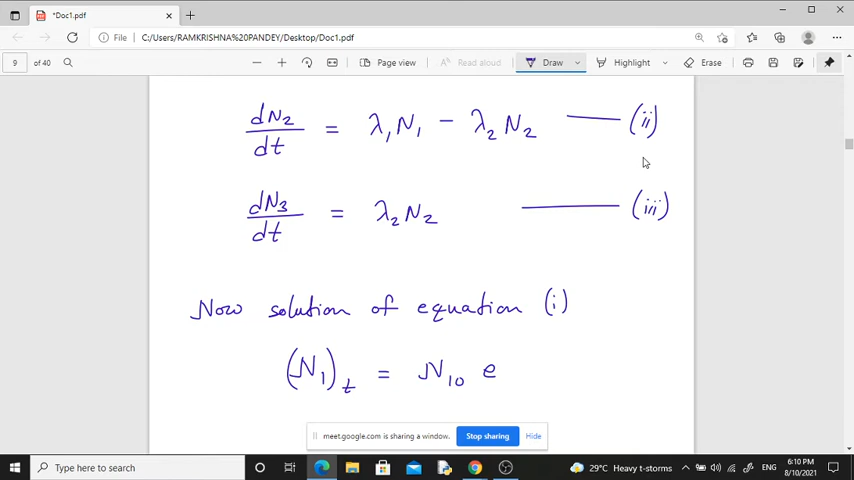 *Doc1.pdf
File C:/Users/RAMKRISHNA%20PANDEY/Desktop/Doc1.pdf
9 of 40 Page view Read aloud Draw Highlight Erase
dN₂/dt = λ₁N₁ - λ₂N₂ —— (ii)
dN₃/dt = λ₂N₂ —— (iii)
Now solution of equation (i)
(N₁)ₜ = N₁₀ e
meet.google.com is sharing a window. Stop sharing Hide
Type here to search 29°C Heavy t-storms ENG 6:10 PM
8/10/2021